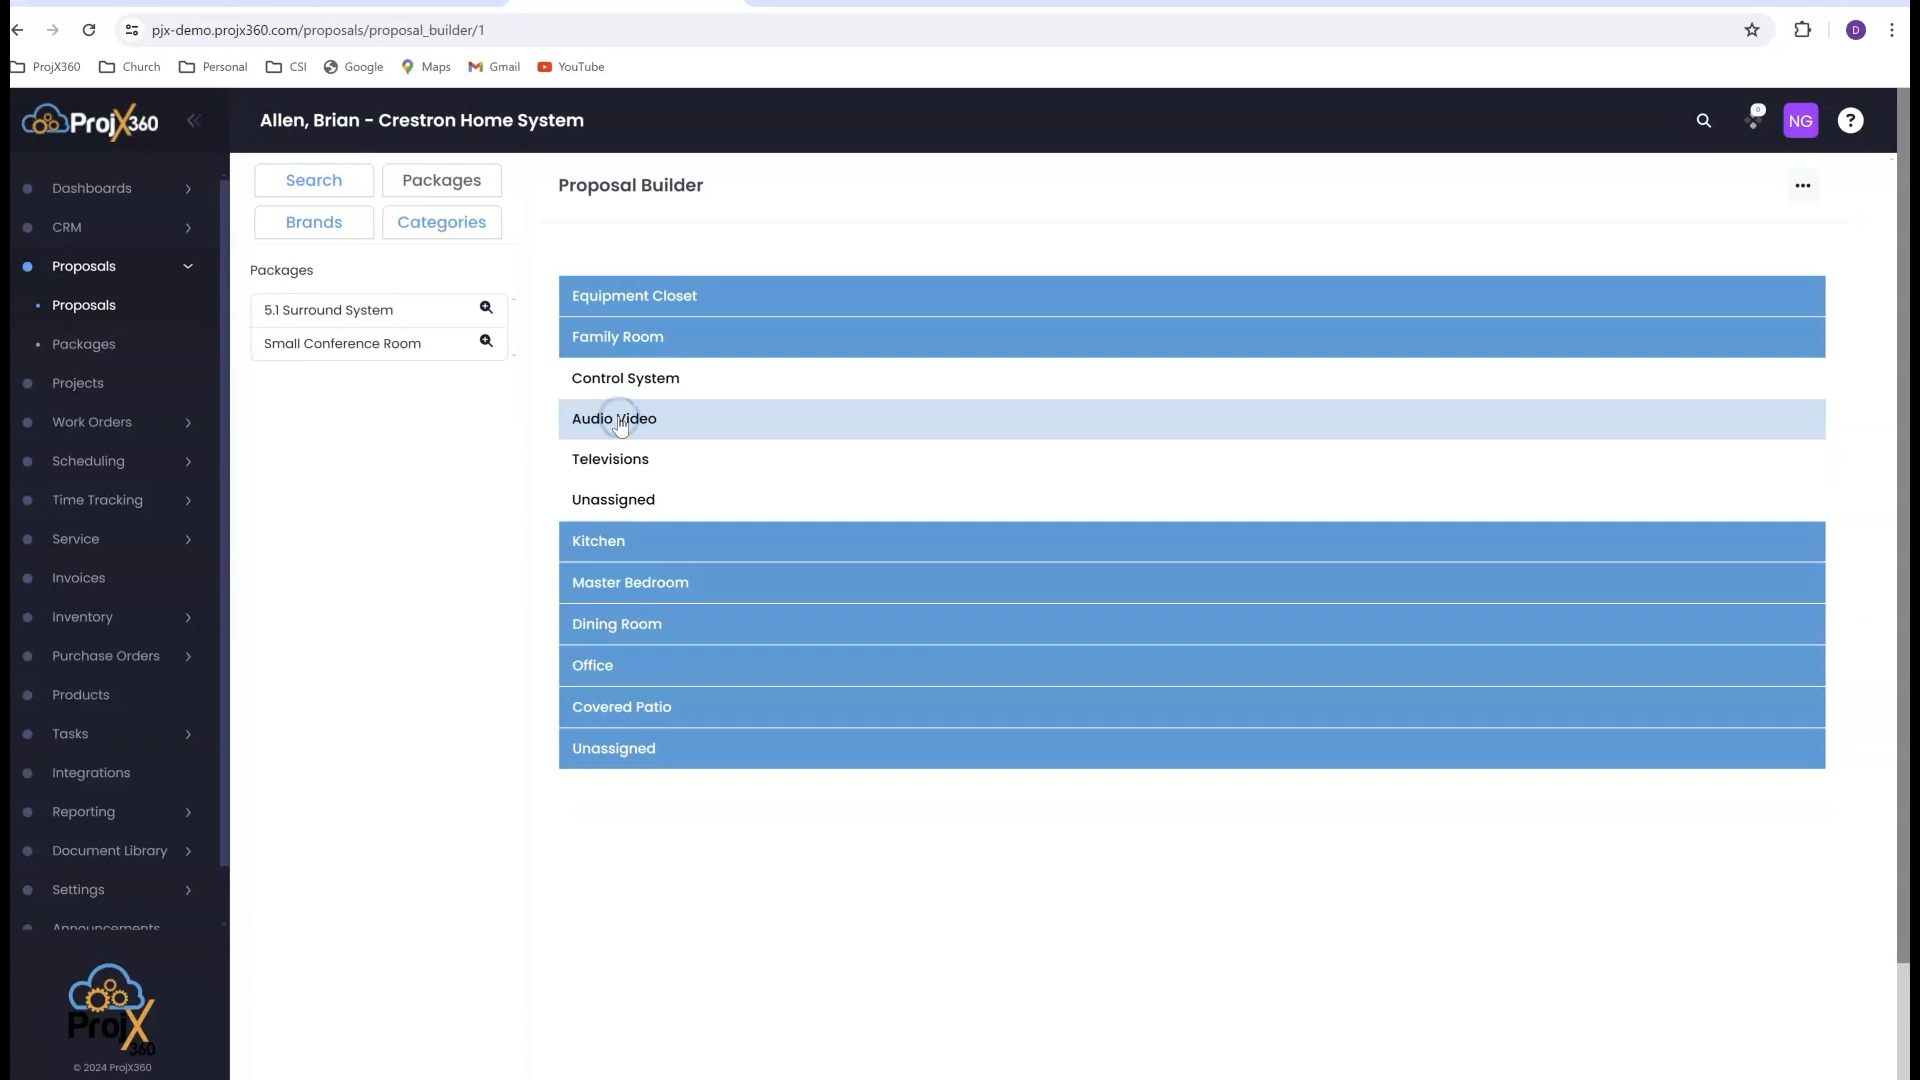 pjx-demo.projx360.com/proposals/proposal_builder/1
D
ProjX360 Church Personal CSI Google Maps Gmail YouTube
ProjX360
Allen, Brian - Crestron Home System
0
NG
?
Dashboards
CRM
Proposals
Proposals
Packages
Projects
Work Orders
Scheduling
Time Tracking
Service
Invoices
Inventory
Purchase Orders
Products
Tasks
Integrations
Reporting
Document Library
Settings
Announcements
ProjX
360
© 2024 ProjX360
Search Packages
Brands Categories
Packages
5.1 Surround System
Small Conference Room
Proposal Builder
Equipment Closet
Family Room
Control System
Audio Video
Televisions
Unassigned
Kitchen
Master Bedroom
Dining Room
Office
Covered Patio
Unassigned